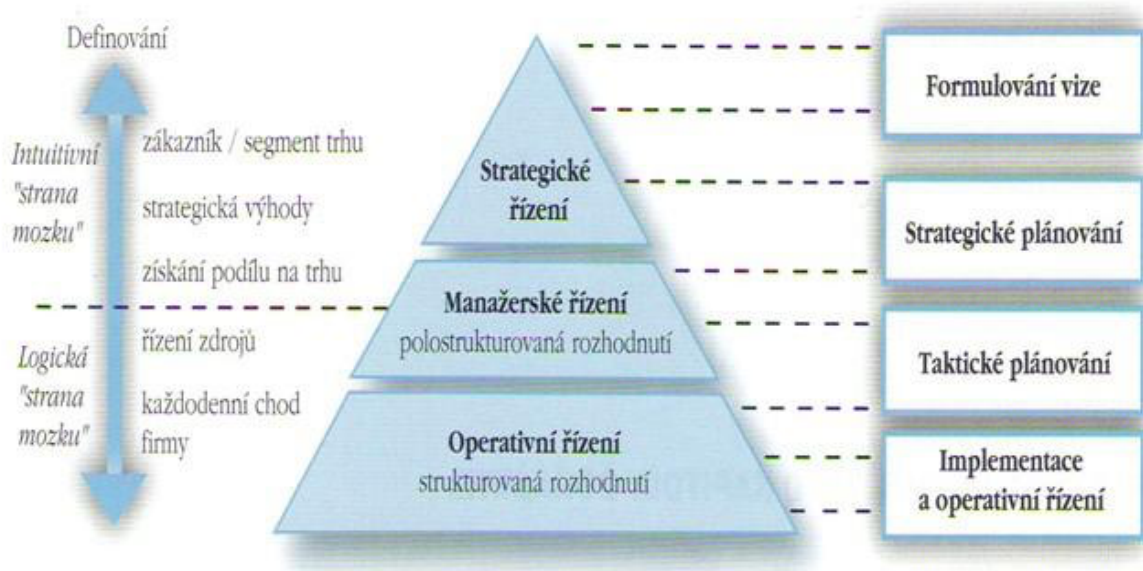 Definování
Intuitivní
"strana
mozku"
zákazník / segment trhu
strategická výhody
získání podílu na trhu
Logická
"strana
mozku"
řízení zdrojů
každodenní chod
firmy
Strategické
řízení
Manažerské řízení
polostrukturovaná rozhodnutí
Operativní řízení
strukturovaná rozhodnutí
Formulování vize
Strategické plánování
Taktické plánování
Implementace
a operativní řízení